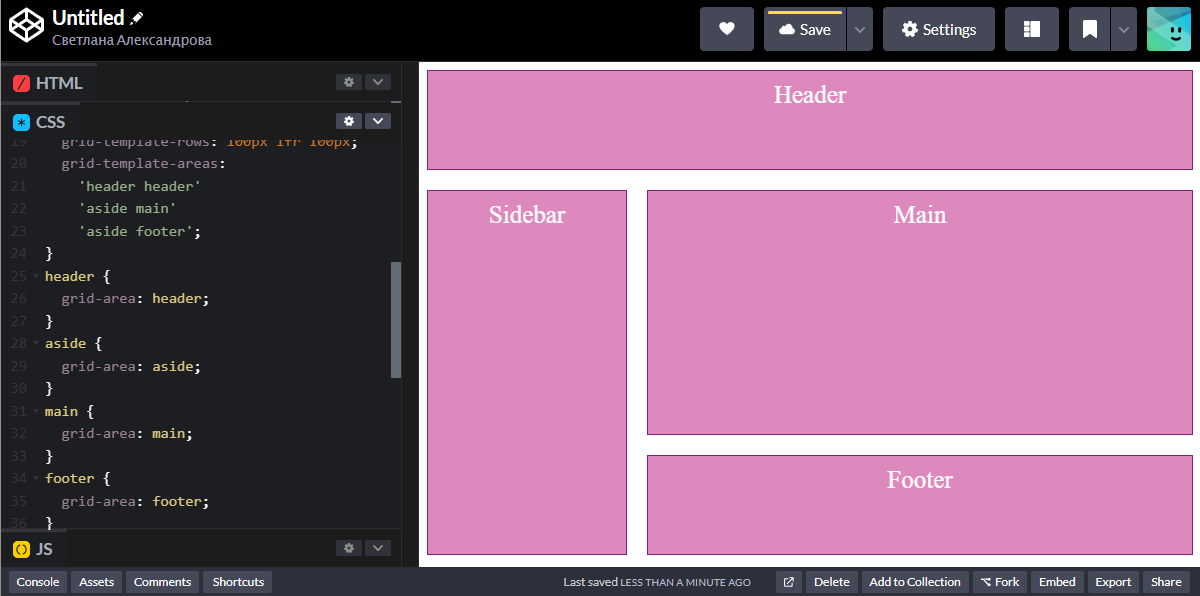 Untitled
Светлана Александрова
Save
Settings
HTML
CSS
19 grid-template-rows: 100px 1fr 100px;
20 grid-template-areas:
21 'header header'
22 'aside main'
23 'aside footer';
24 }
25 header {
26 grid-area: header;
27 }
28 aside {
29 grid-area: aside;
30 }
31 main {
32 grid-area: main;
33 }
34 footer {
35 grid-area: footer;
36 }
JS
Header
Sidebar
Main
Footer
Console Assets Comments Shortcuts
Last saved LESS THAN A MINUTE AGO
Delete Add to Collection Fork Embed Export Share